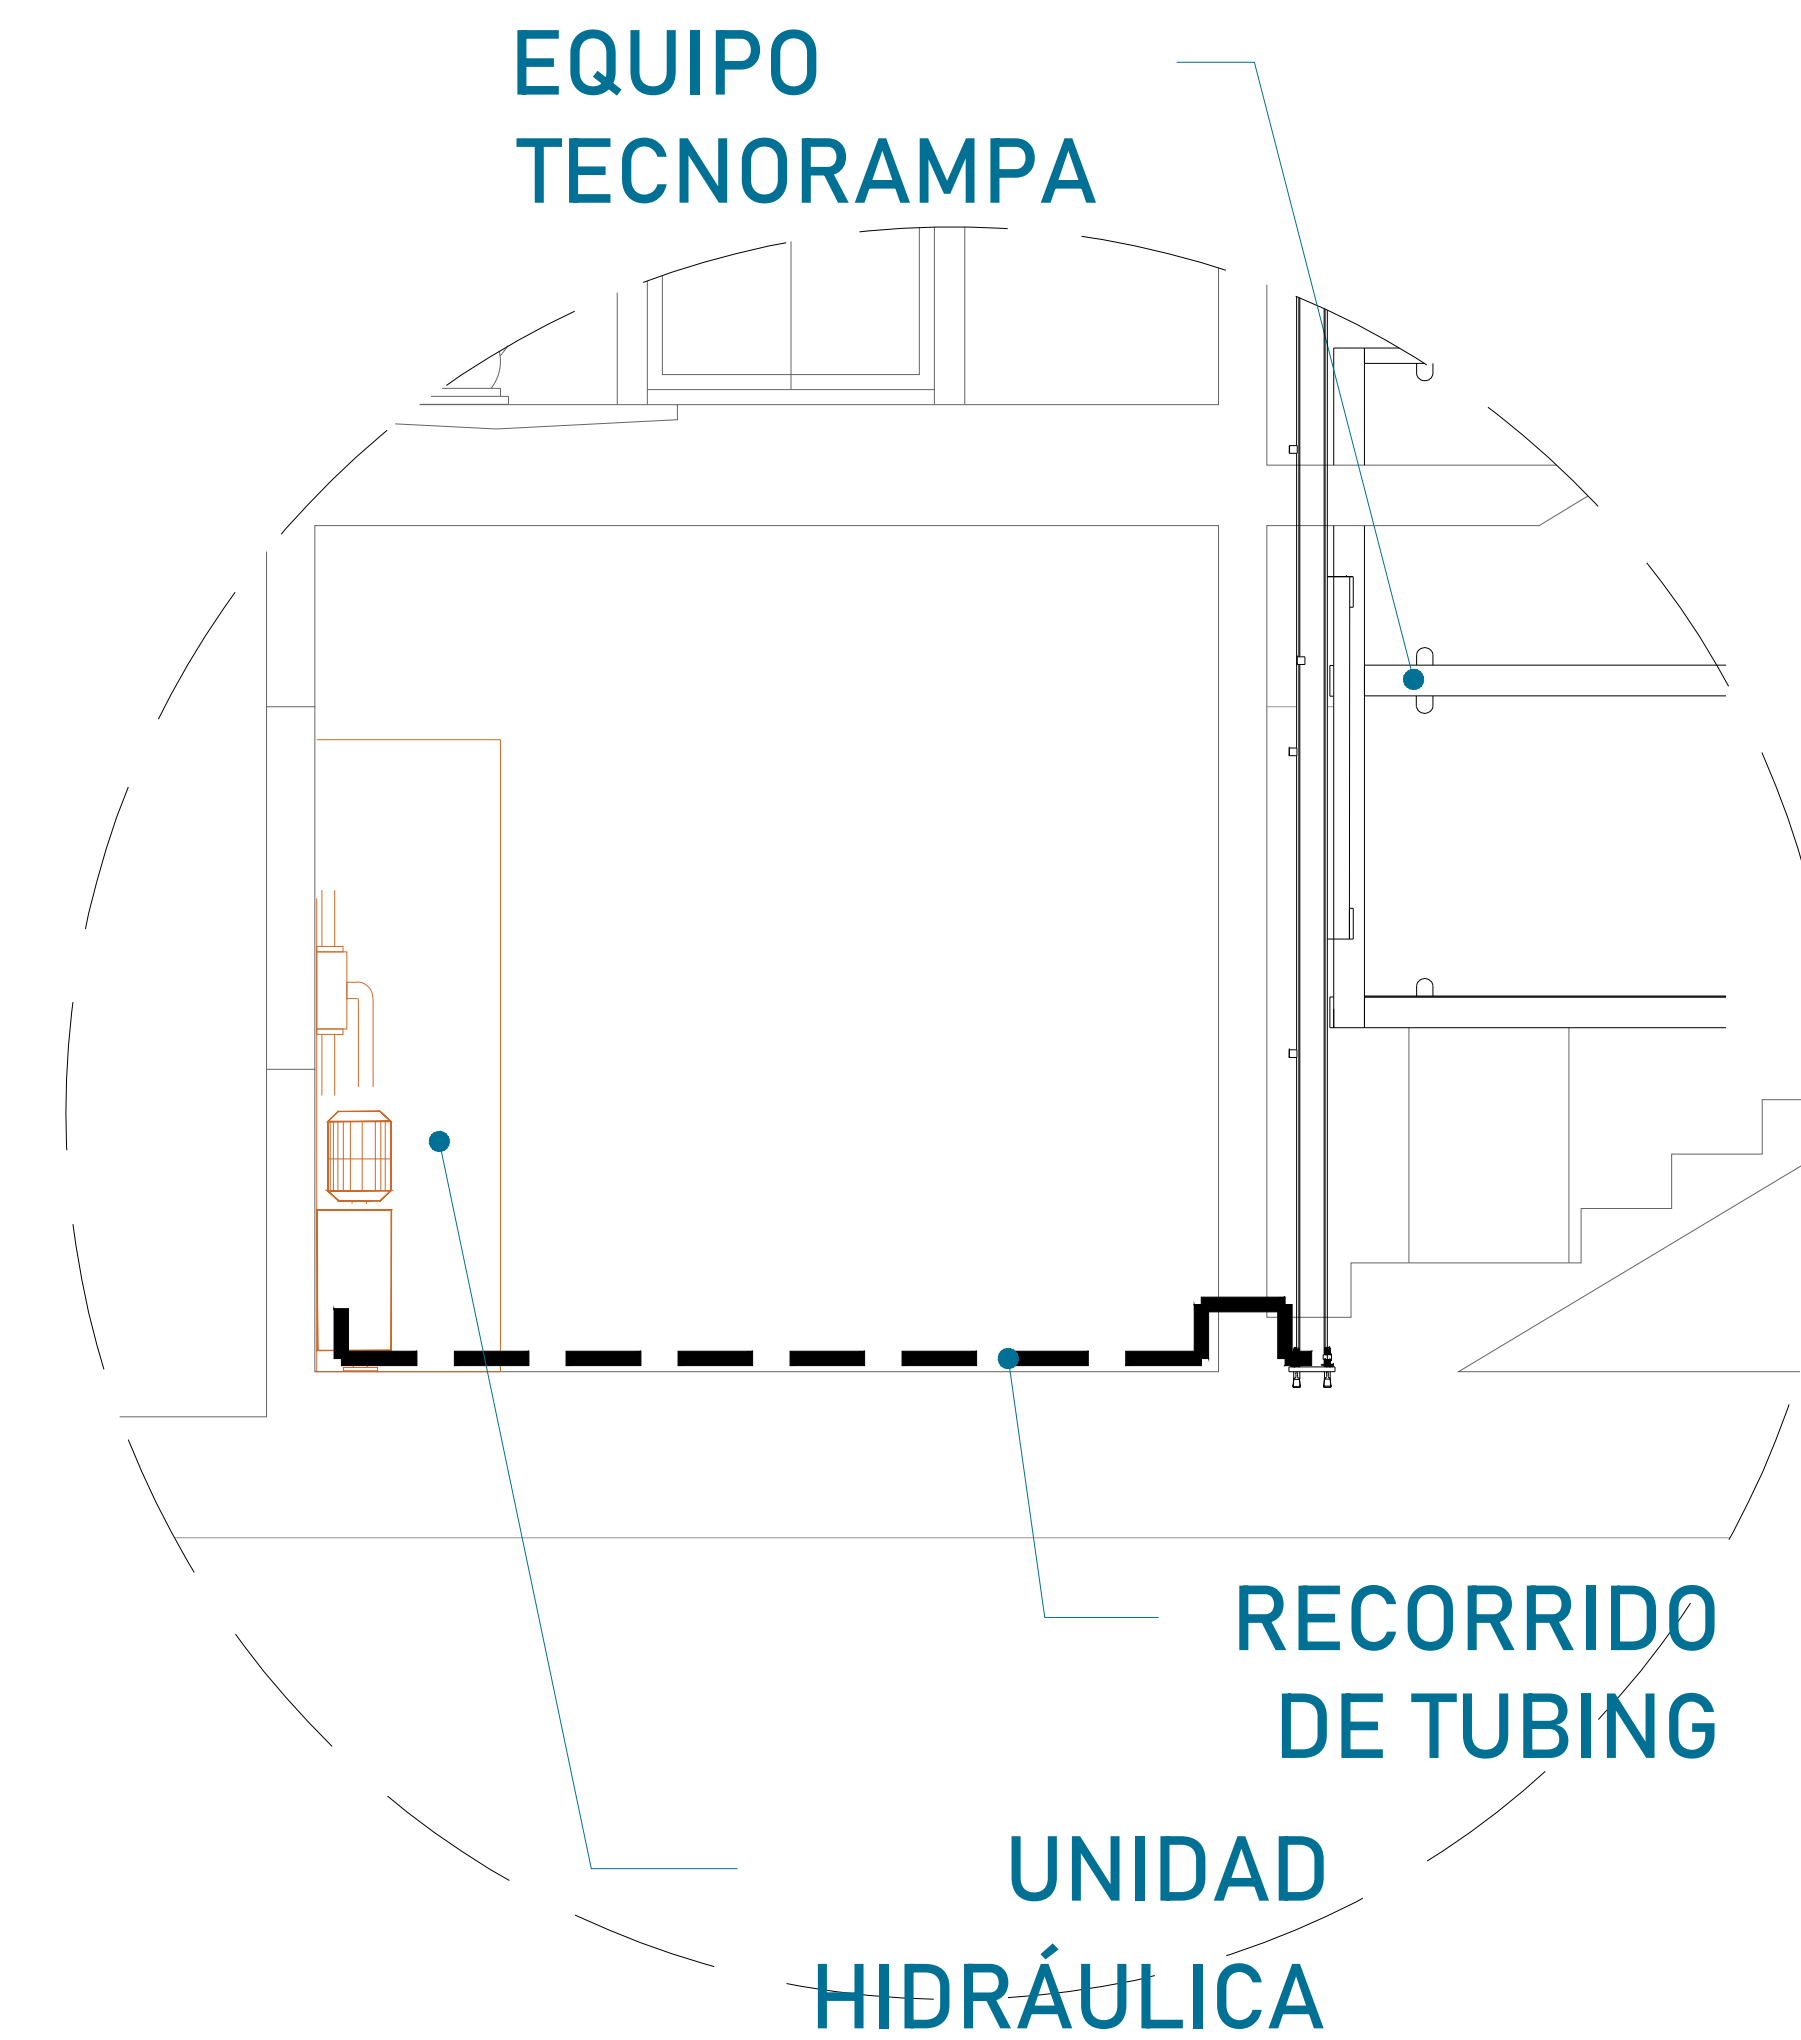 EQUIPO
TECNORAMPA
RECORRIDO
DE TUBING
UNIDAD
HIDRÁULICA